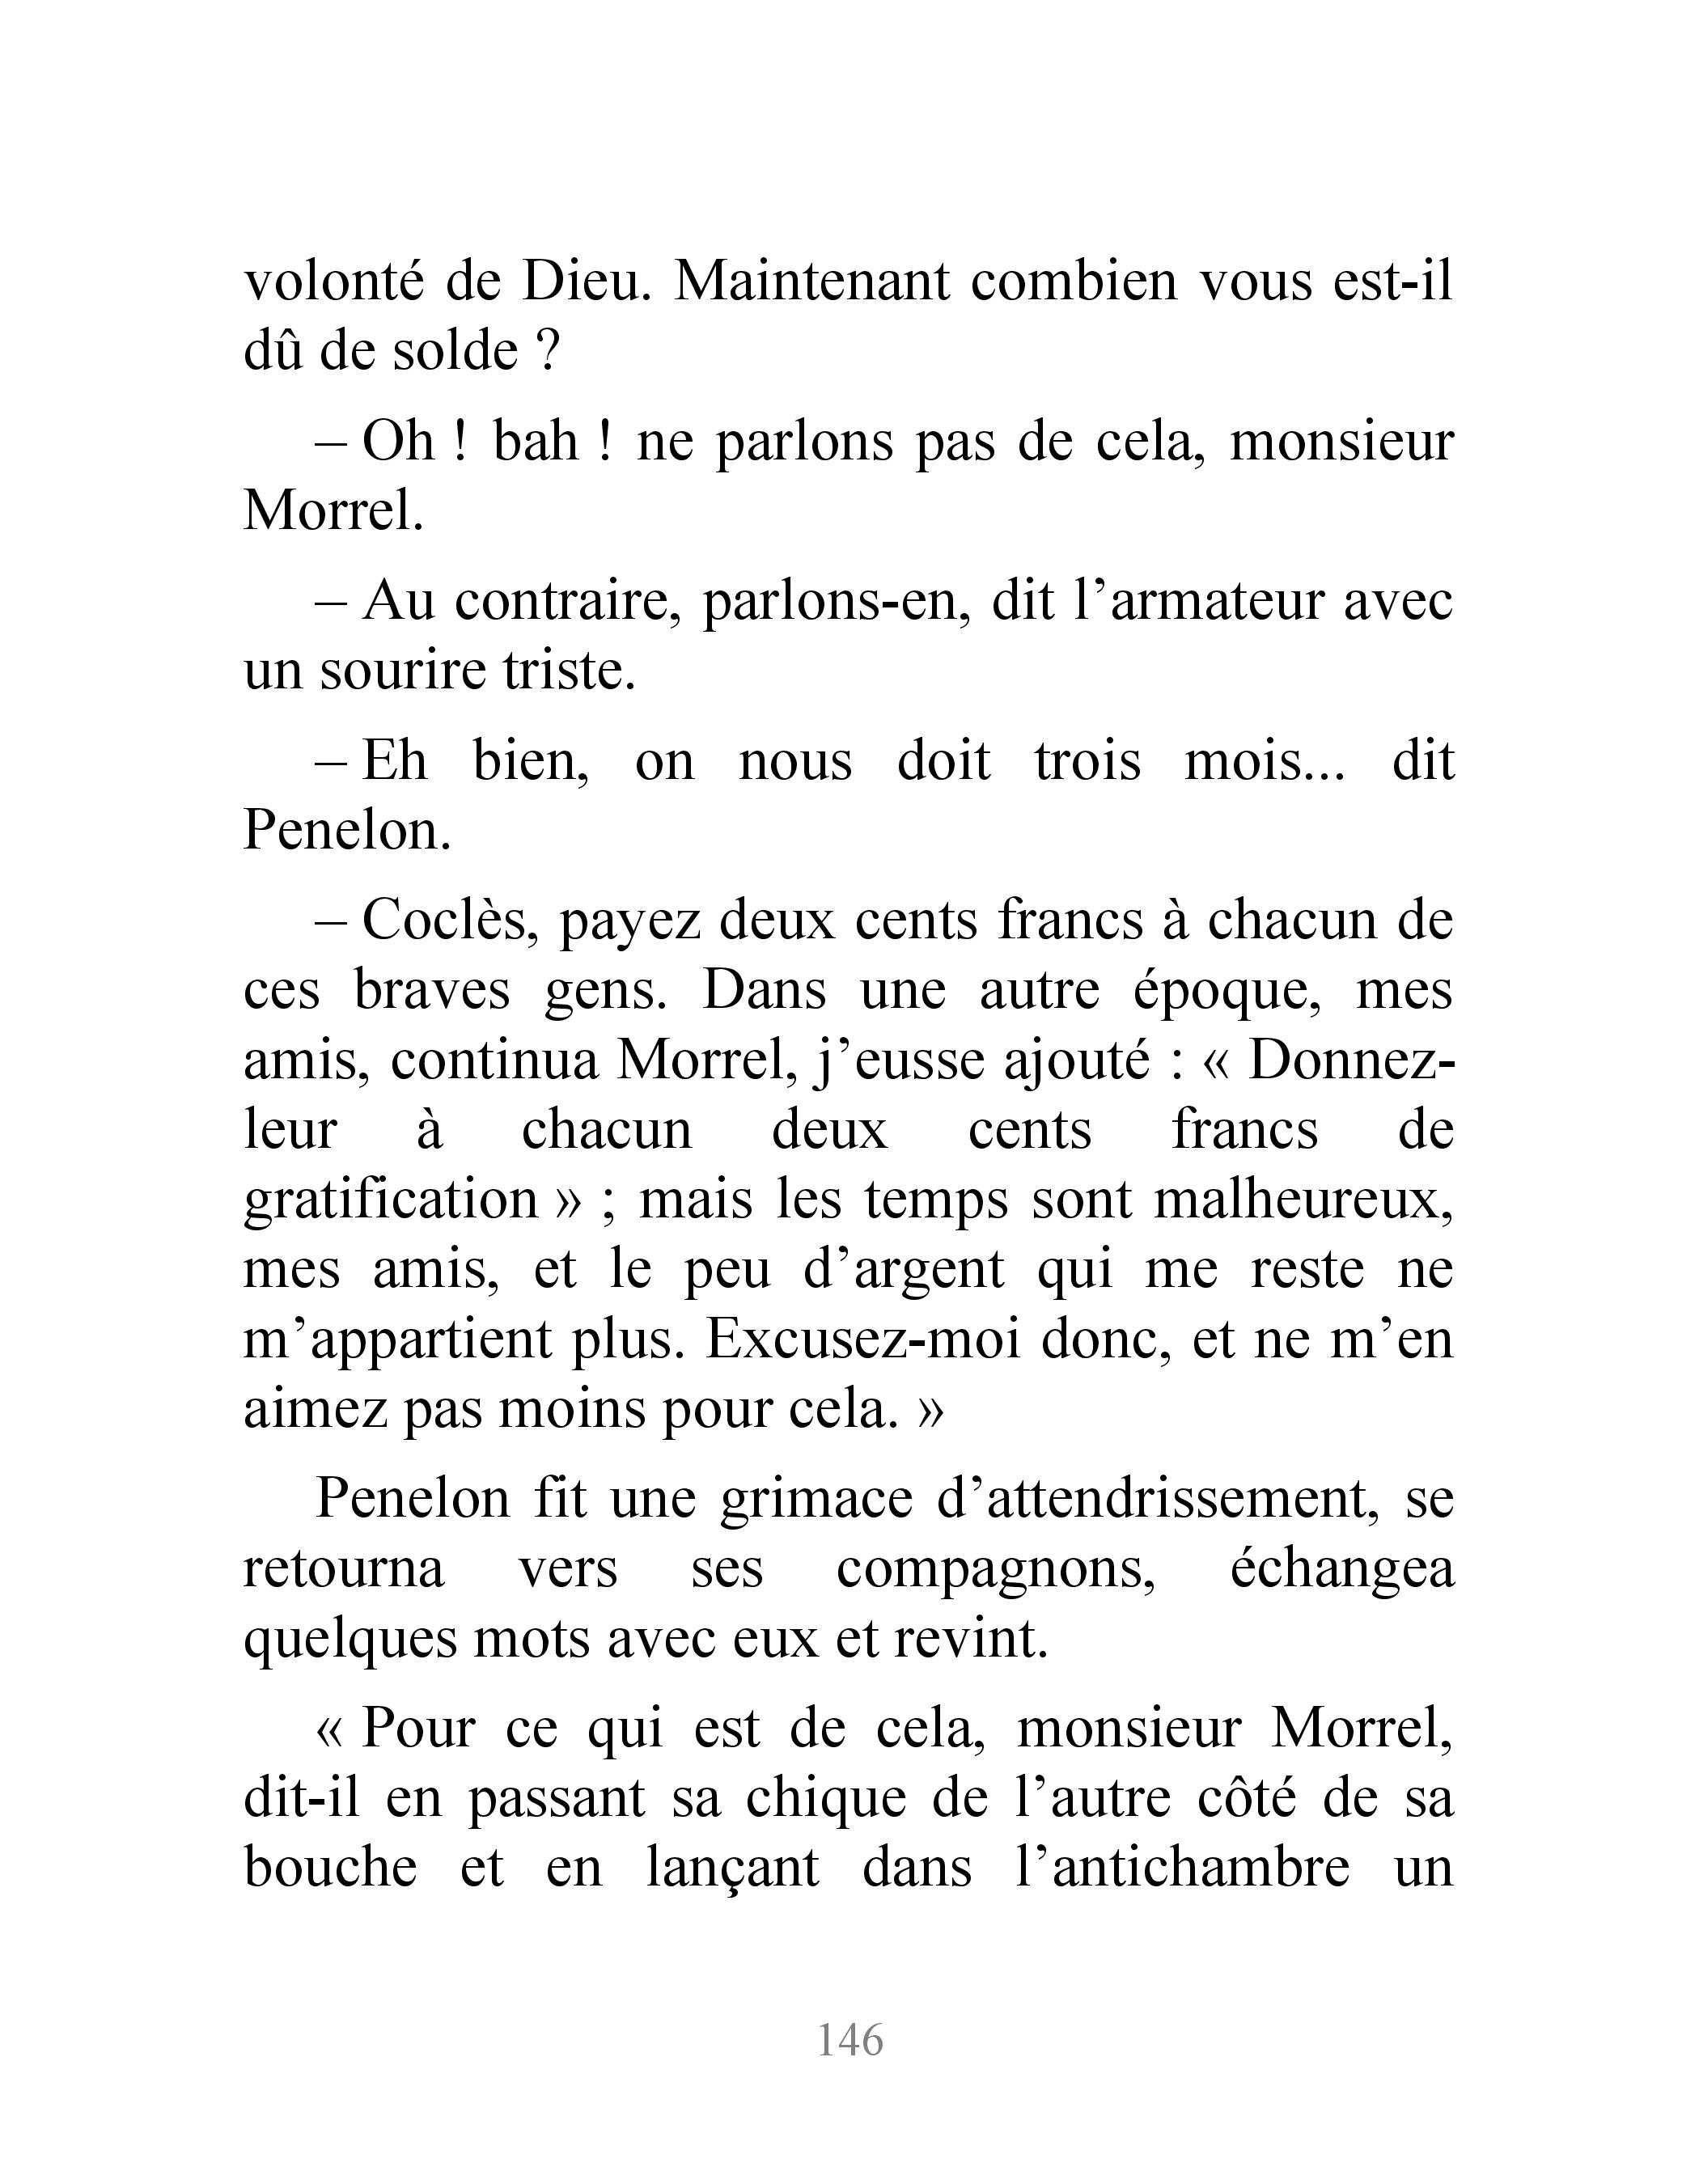 volonté de Dieu. Maintenant combien vous est-il
dû de solde ?
– Oh ! bah ! ne parlons pas de cela, monsieur
Morrel.
– Au contraire, parlons-en, dit l’armateur avec
un sourire triste.
– Eh bien, on nous doit trois mois... dit
Penelon.
– Coclès, payez deux cents francs à chacun de
ces braves gens. Dans une autre époque, mes
amis, continua Morrel, j’eusse ajouté : « Donnez-
leur à chacun deux cents francs de
gratification » ; mais les temps sont malheureux,
mes amis, et le peu d’argent qui me reste ne
m’appartient plus. Excusez-moi donc, et ne m’en
aimez pas moins pour cela. »
Penelon fit une grimace d’attendrissement, se
retourna vers ses compagnons, échangea
quelques mots avec eux et revint.
« Pour ce qui est de cela, monsieur Morrel,
dit-il en passant sa chique de l’autre côté de sa
bouche et en lançant dans l’antichambre un
146